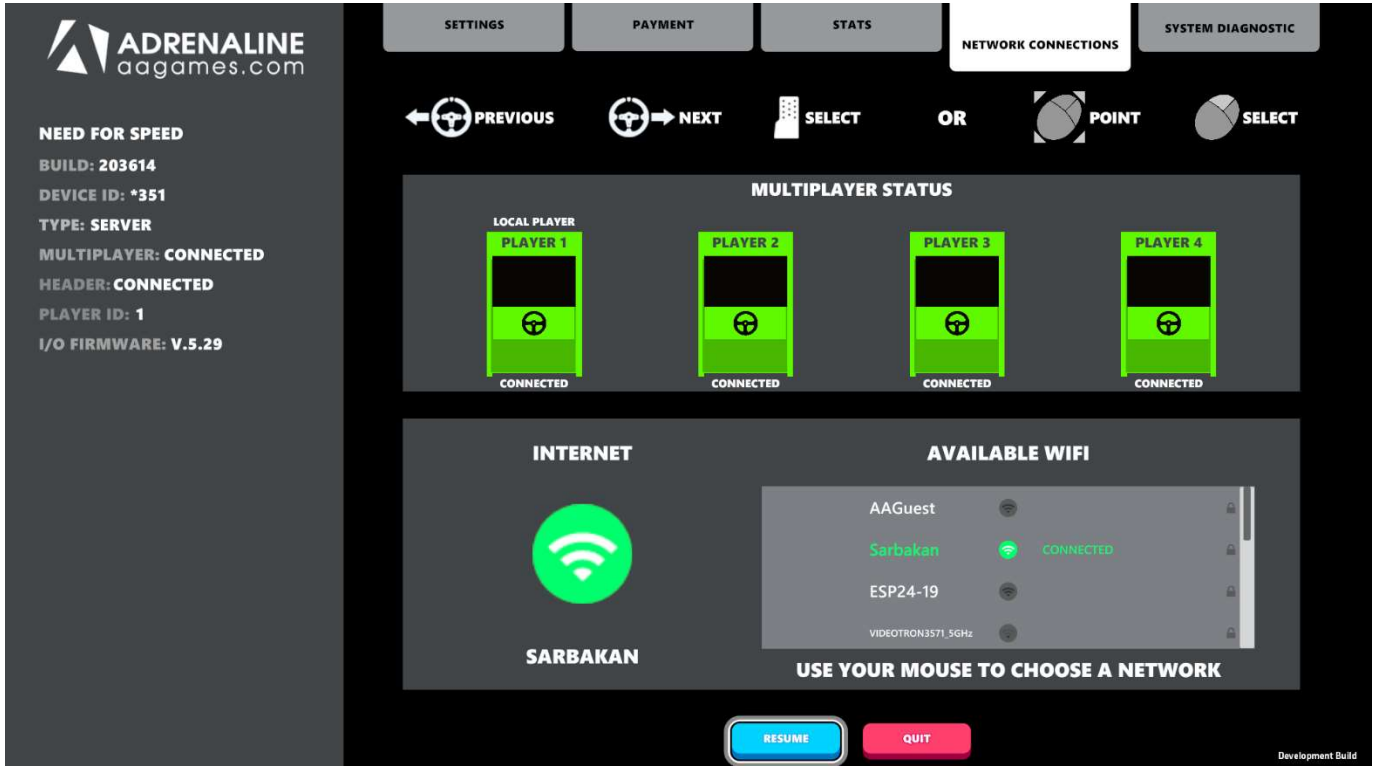 ADRENALINE
aagames.com
NEED FOR SPEED
BUILD: 203614
DEVICE ID: *351
TYPE: SERVER
MULTIPLAYER: CONNECTED
HEADER: CONNECTED
PLAYER ID: 1
I/O FIRMWARE: V.5.29
SETTINGS PAYMENT STATS NETWORK CONNECTIONS SYSTEM DIAGNOSTIC
PREVIOUS NEXT SELECT OR POINT SELECT
MULTIPLAYER STATUS
LOCAL PLAYER
PLAYER 1 PLAYER 2 PLAYER 3 PLAYER 4
CONNECTED CONNECTED CONNECTED CONNECTED
INTERNET
SARBAKAN
AVAILABLE WIFI
AAGuest
Sarbakan CONNECTED
ESP24-19
VIDEOTRON3571_5GHz
USE YOUR MOUSE TO CHOOSE A NETWORK
RESUME QUIT
Development Build